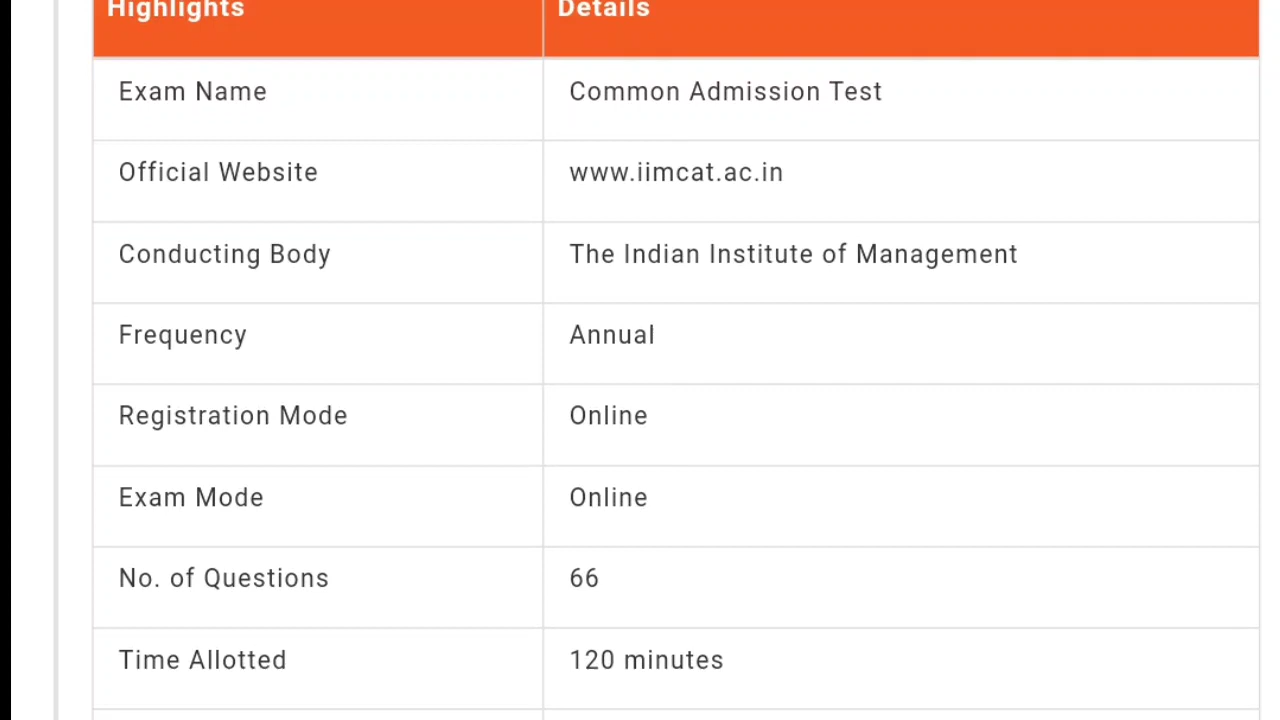 Highlights Details
Exam Name Common Admission Test
Official Website www.iimcat.ac.in
Conducting Body The Indian Institute of Management
Frequency Annual
Registration Mode Online
Exam Mode Online
No. of Questions 66
Time Allotted 120 minutes